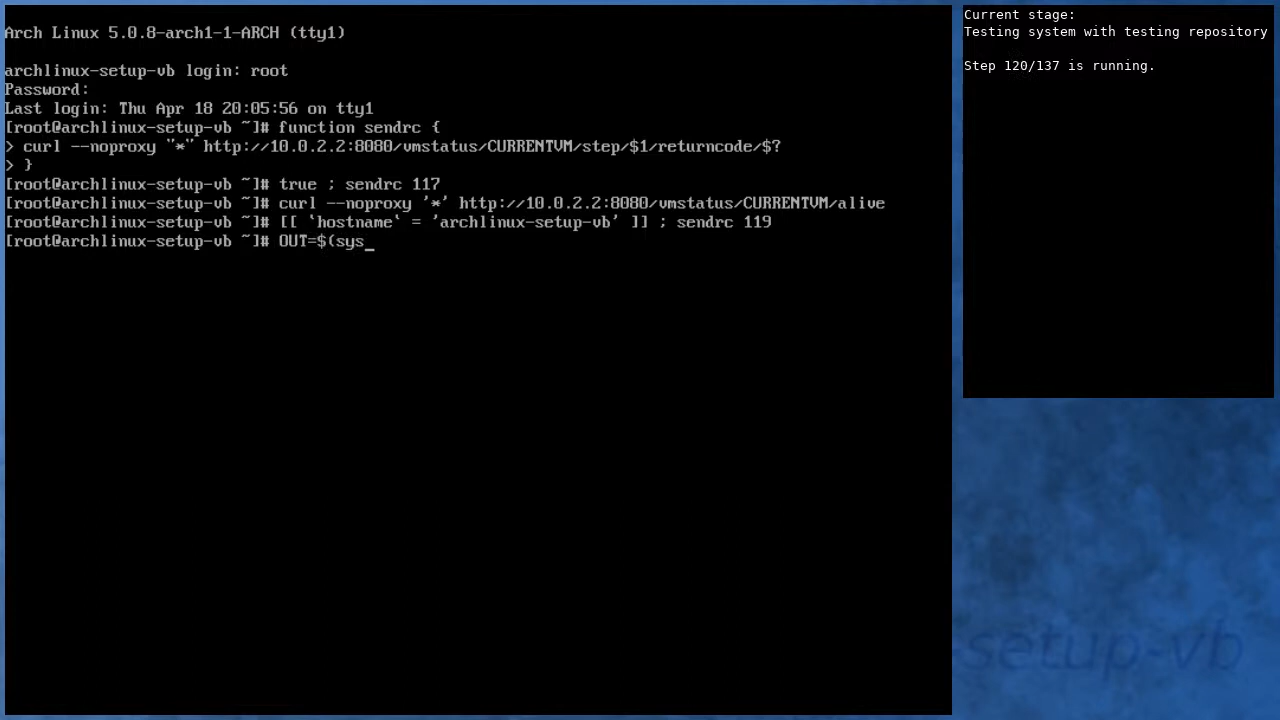 Arch Linux 5.0.8-arch1-1-ARCH (tty1)
archlinux-setup-vb login: root
Password:
Last login: Thu Apr 18 20:05:56 on tty1
[root@archlinux-setup-vb ~]# function sendrc {
> curl --noproxy "*" http://10.0.2.2:8080/vmstatus/CURRENTVM/step/$1/returncode/$?
> }
[root@archlinux-setup-vb ~]# true ; sendrc 117
[root@archlinux-setup-vb ~]# curl --noproxy '*' http://10.0.2.2:8080/vmstatus/CURRENTVM/alive
[root@archlinux-setup-vb ~]# [[ `hostname` = 'archlinux-setup-vb' ]] ; sendrc 119
[root@archlinux-setup-vb ~]# OUT=$(sys_
Current stage:
Testing system with testing repository
Step 120/137 is running.
setup-vb